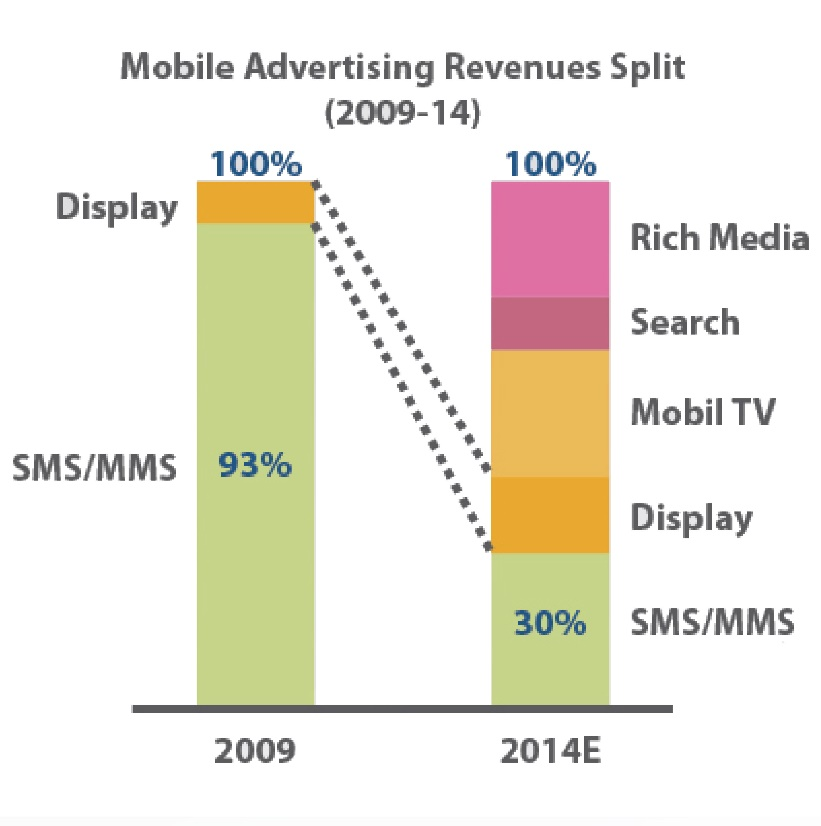 Mobile Advertising Revenues Split
(2009-14)
100%
100%
Display
Rich Media
Search
Mobil TV
SMS/MMS
93%
Display
30%
SMS/MMS
2009
2014E